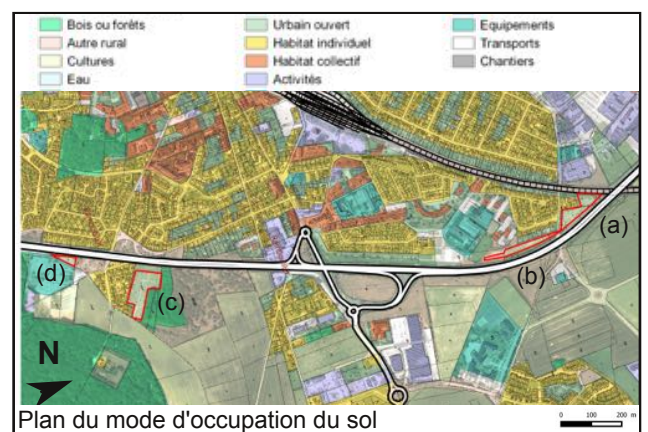 Bois ou forêts
Autre rural
Cultures
Eau
Urbain ouvert
Habitat individuel
Habitat collectif
Activités
Equipements
Transports
Chantiers
(a)
(b)
(c)
(d)
N
Plan du mode d'occupation du sol
0 100 200 m